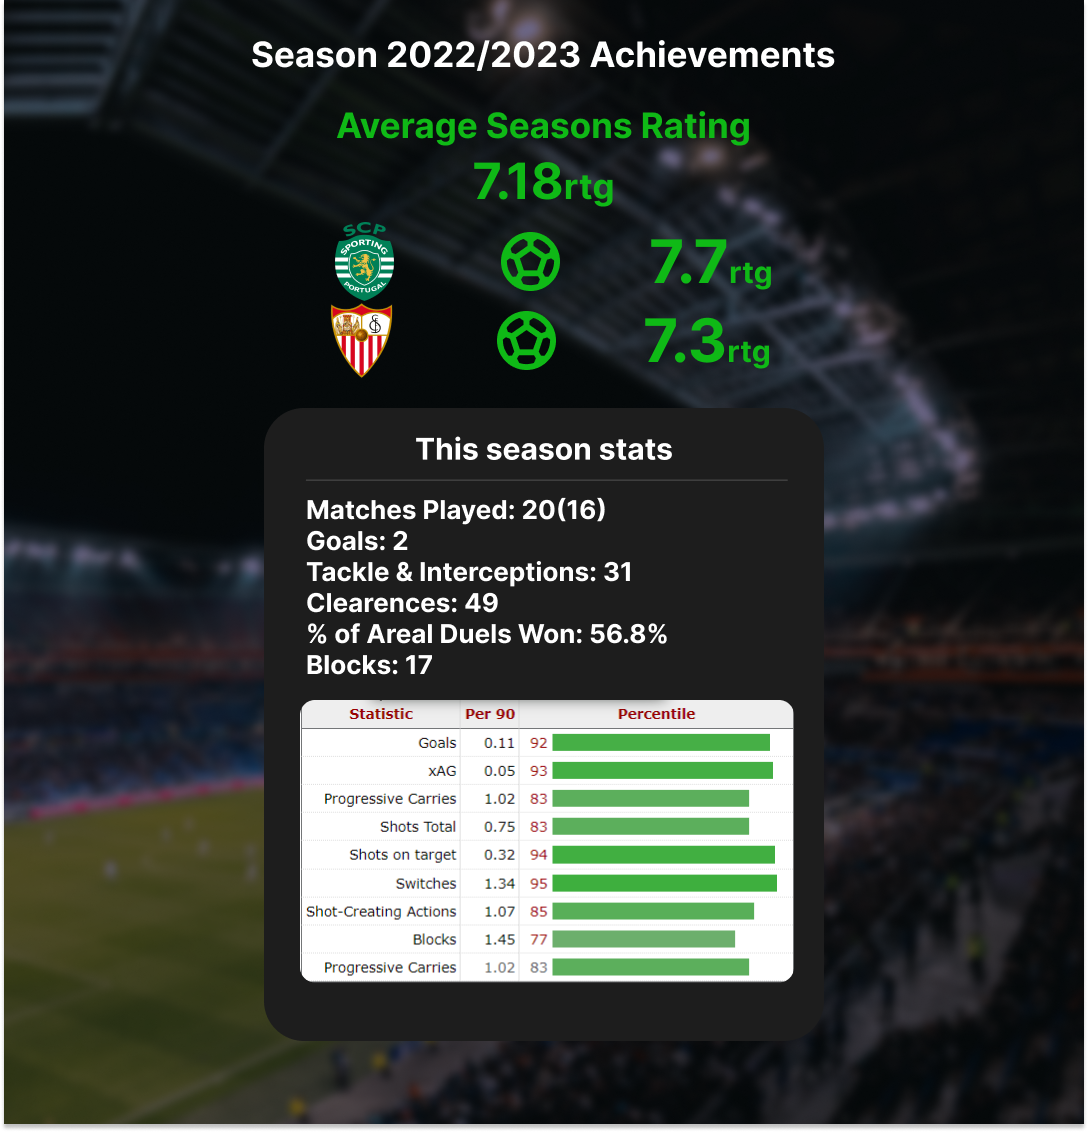 Season 2022/2023 Achievements
Average Seasons Rating
7.18rtg
SCP
SPORTING
PORTUGAL
7.7rtg
7.3rtg
This season stats
Matches Played: 20(16)
Goals: 2
Tackle & Interceptions: 31
Clearences: 49
% of Areal Duels Won: 56.8%
Blocks: 17
Statistic Per 90 Percentile
Goals 0.11 92
xAG 0.05 93
Progressive Carries 1.02 83
Shots Total 0.75 83
Shots on target 0.32 94
Switches 1.34 95
Shot-Creating Actions 1.07 85
Blocks 1.45 77
Progressive Carries 1.02 83